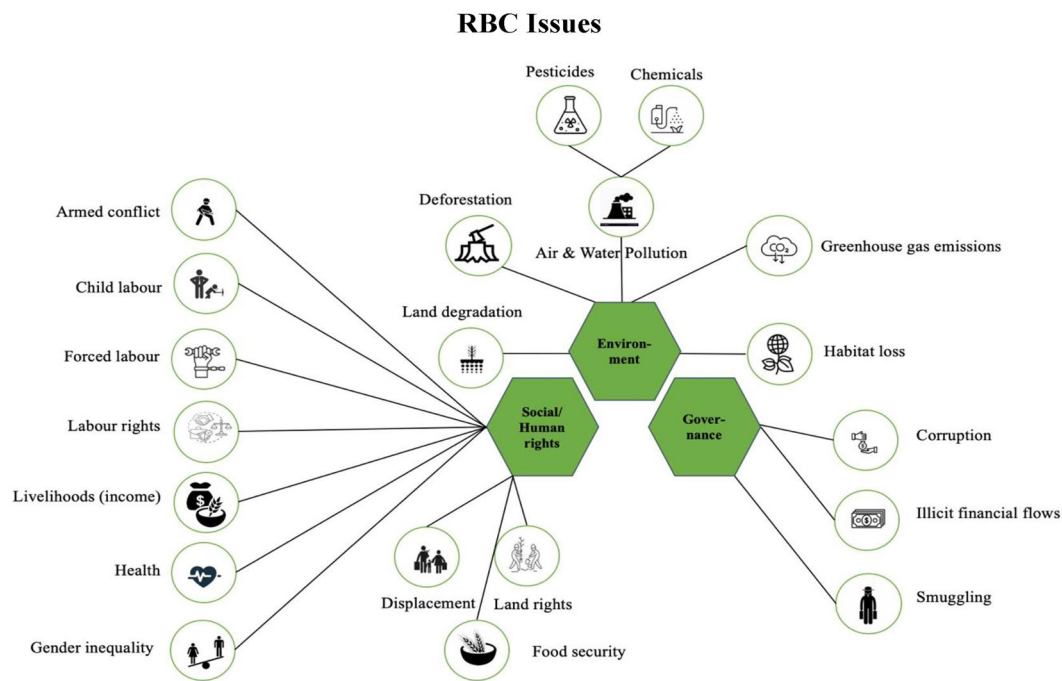 RBC Issues
Pesticides
Chemicals
Deforestation
Air & Water Pollution
Greenhouse gas emissions
Land degradation
Habitat loss
Environ-
ment
Armed conflict
Child labour
Forced labour
Labour rights
Livelihoods (income)
Health
Gender inequality
Social/
Human
rights
Displacement
Land rights
Food security
Gover-
nance
Corruption
Illicit financial flows
Smuggling
CO₂
$
$